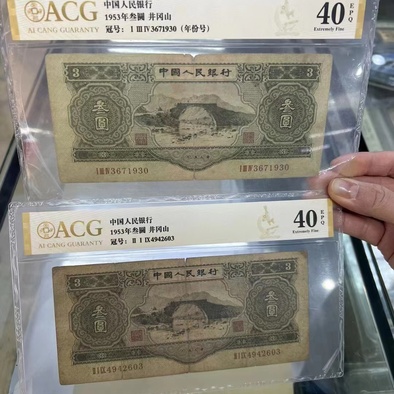 ACG
AI CANG GUARANTY
中国人民银行
1953年叁圆 井冈山
冠号: I III IV 3671930 (年份号)
40 EPQ
Extremely Fine
3
中國人民銀行
3
叁圓
叁圓
I III IV 3671930
I III IV 3671930
ACG
AI CANG GUARANTY
中国人民银行
1953年叁圆 井冈山
冠号: II I IX 4942603
40 EPQ
Extremely Fine
3
中國人民銀行
3
叁圓
叁圓
II I IX 4942603
II I IX 4942603